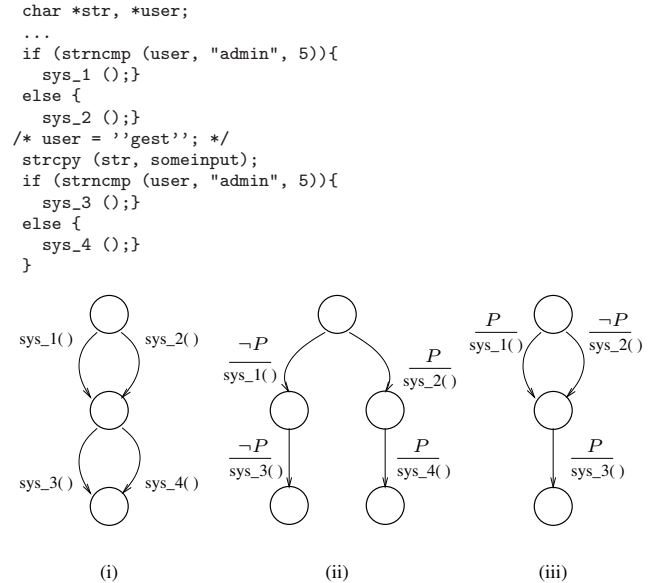 char *str, *user;
...
if (strncmp (user, "admin", 5)){
sys_1 ();}
else {
sys_2 ();}
/* user = ''gest''; */
strcpy (str, someinput);
if (strncmp (user, "admin", 5)){
sys_3 ();}
else {
sys_4 ();}
}
sys_1( )
sys_2( )
sys_3( )
sys_4( )
(i)
¬P
sys_1( )
P
sys_2( )
¬P
sys_3( )
P
sys_4( )
(ii)
P
sys_1( )
¬P
sys_2( )
P
sys_3( )
(iii)